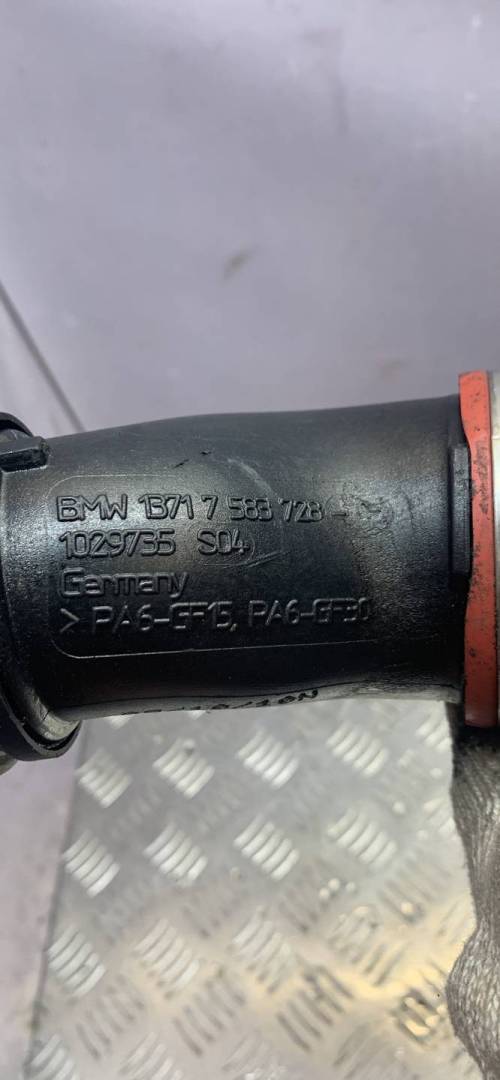 BMW 1371 7 583 728 -
1029735 S04
Germany
> PA6-GF15, PA6-GF30